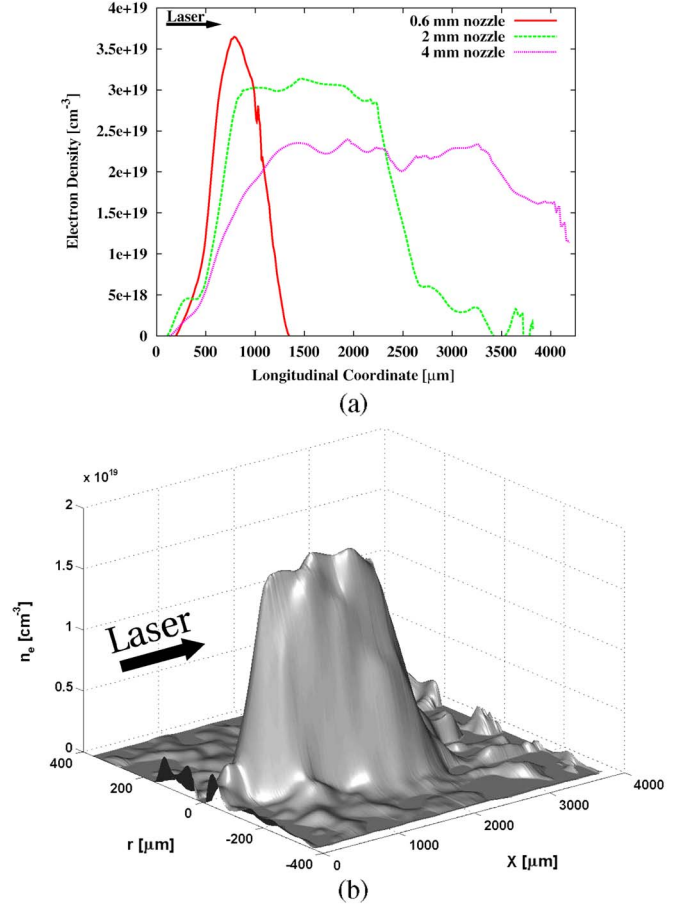 Laser
0.6 mm nozzle
2 mm nozzle
4 mm nozzle
4e+19
3.5e+19
3e+19
2.5e+19
2e+19
1.5e+19
1e+19
5e+18
0
Electron Density [cm⁻³]
0 500 1000 1500 2000 2500 3000 3500 4000
Longitudinal Coordinate [μm]
(a)
x 10¹⁹
2
1.5
1
0.5
0
nₑ [cm⁻³]
Laser
400
200
0
-200
-400
r [μm]
0
1000
2000
3000
4000
X [μm]
(b)